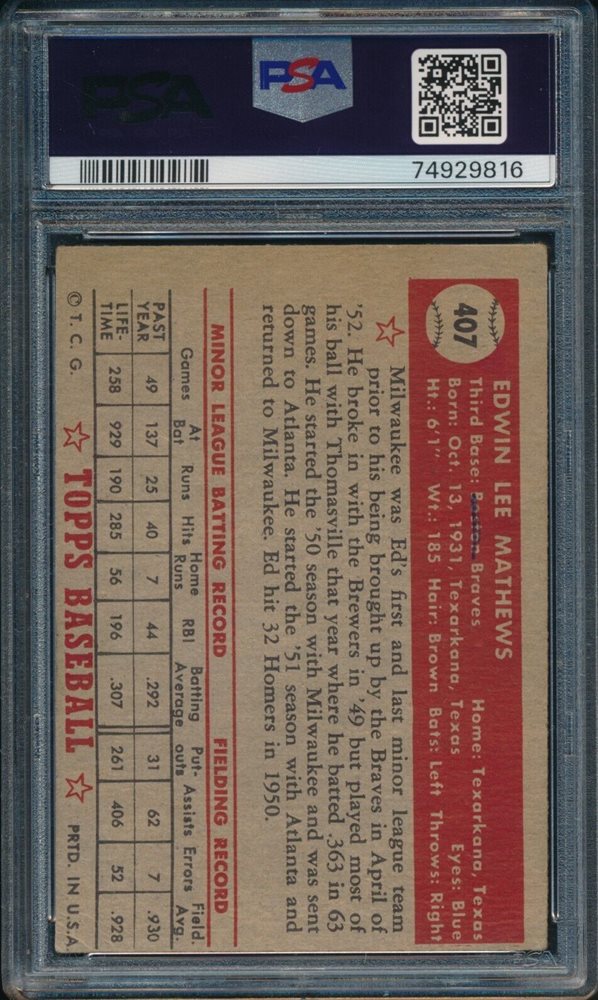 PSA
PSA
74929816
407
EDWIN LEE MATHEWS
Third Base: Boston Braves Home: Texarkana, Texas
Born: Oct. 13, 1931, Texarkana, Texas Eyes: Blue
Ht.: 6'1" Wt.: 185 Hair: Brown Bats: Left Throws: Right
Milwaukee was Ed's first and last minor league team
prior to his being brought up by the Braves in April of
'52. He broke in with the Brewers in '49 but played most of
his ball with Thomasville that year where he batted .363 in 63
games. He started the '50 season with Milwaukee and was sent
down to Atlanta. He started the '51 season with Atlanta and
returned to Milwaukee. Ed hit 32 Homers in 1950.
MINOR LEAGUE BATTING RECORD FIELDING RECORD
Games At Bat Runs Hits Home Runs RBI Batting Average Put-outs Assists Errors Field. Avg.
PAST YEAR 49 137 25 40 7 44 .292 31 62 7 .930
LIFE-TIME 258 929 190 285 56 196 .307 261 406 52 .928
© T. C. G. TOPPS BASEBALL PRTD. IN U.S.A.